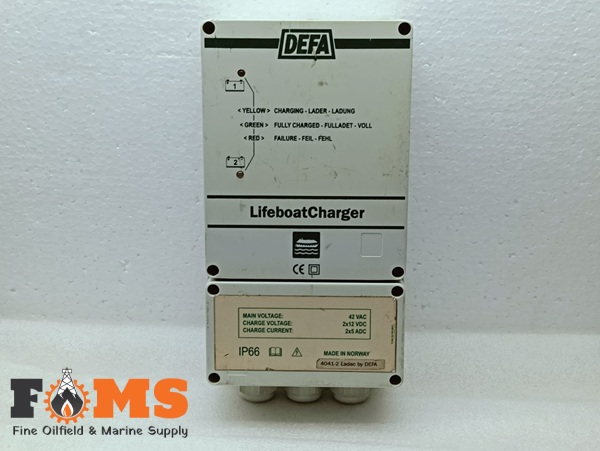 DEFA
1
< YELLOW > CHARGING - LADER - LADUNG
< GREEN > FULLY CHARGED - FULLADET - VOLL
< RED > FAILURE - FEIL - FEHL
2
LifeboatCharger
CE
MAIN VOLTAGE: 42 VAC
CHARGE VOLTAGE: 2x12 VDC
CHARGE CURRENT: 2x5 ADC
IP66 MADE IN NORWAY
4041-2 Ladac by DEFA
FOMS
Fine Oilfield & Marine Supply